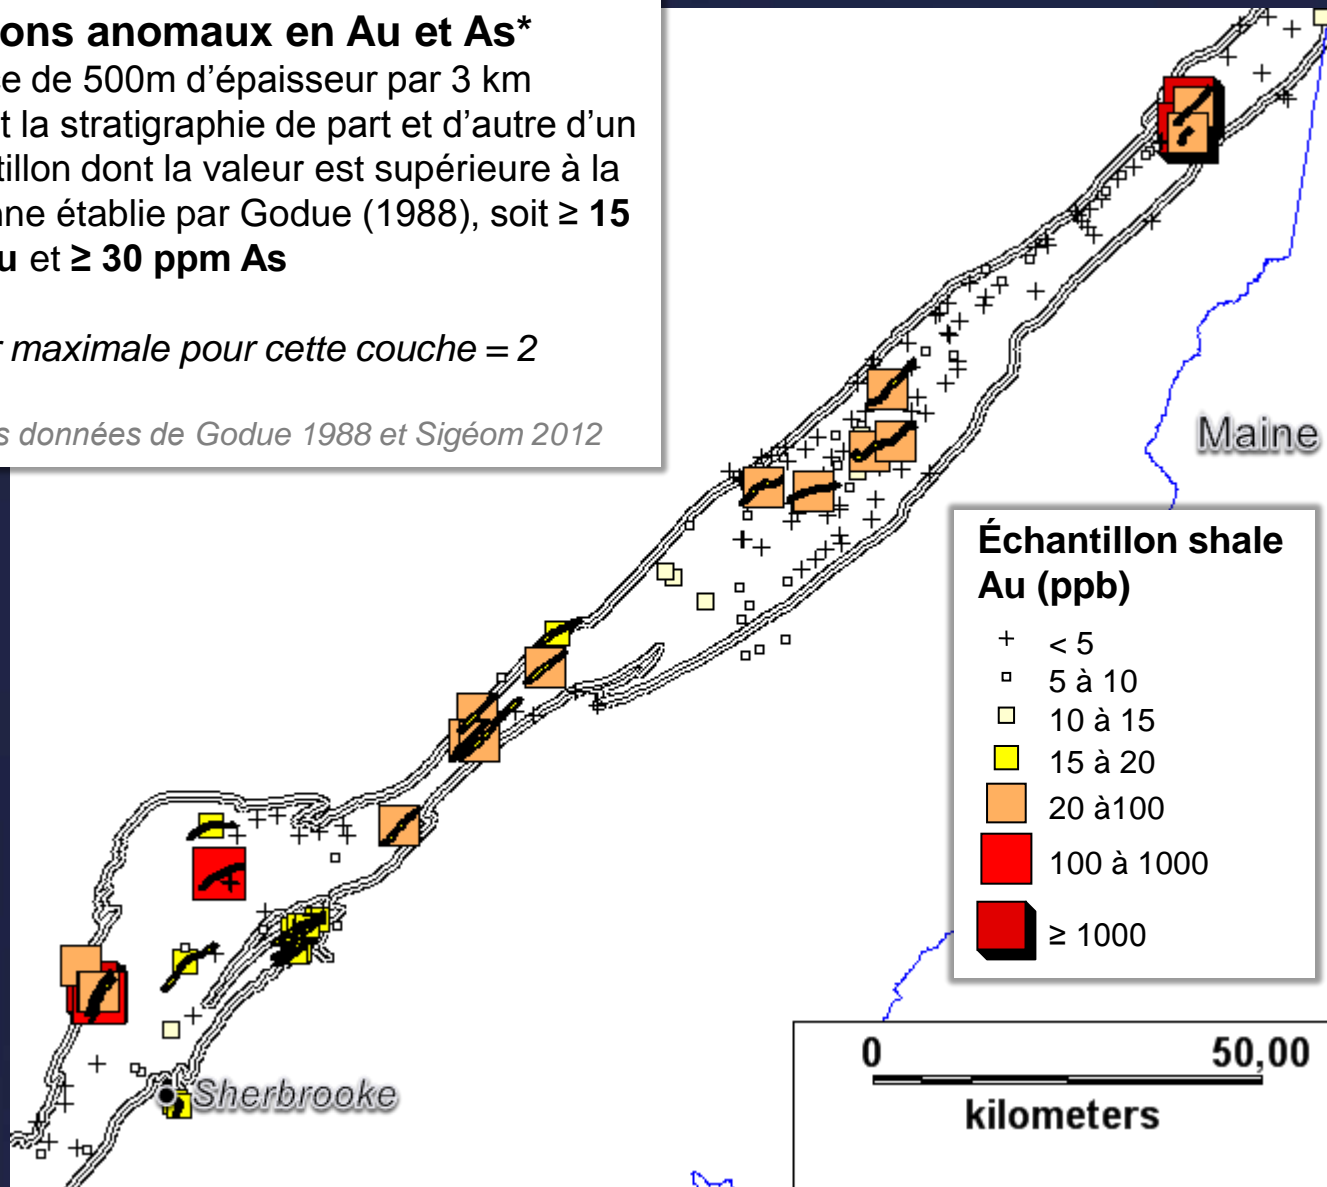 ons anomaux en Au et As*
e de 500m d'épaisseur par 3 km
t la stratigraphie de part et d'autre d'un
tillon dont la valeur est supérieure à la
nne établie par Godue (1988), soit ≥ 15
u et ≥ 30 ppm As
r maximale pour cette couche = 2
s données de Godue 1988 et Sigéom 2012
Maine
Échantillon shale
Au (ppb)
< 5
5 à 10
10 à 15
15 à 20
20 à100
100 à 1000
≥ 1000
Sherbrooke
0 50,00
kilometers